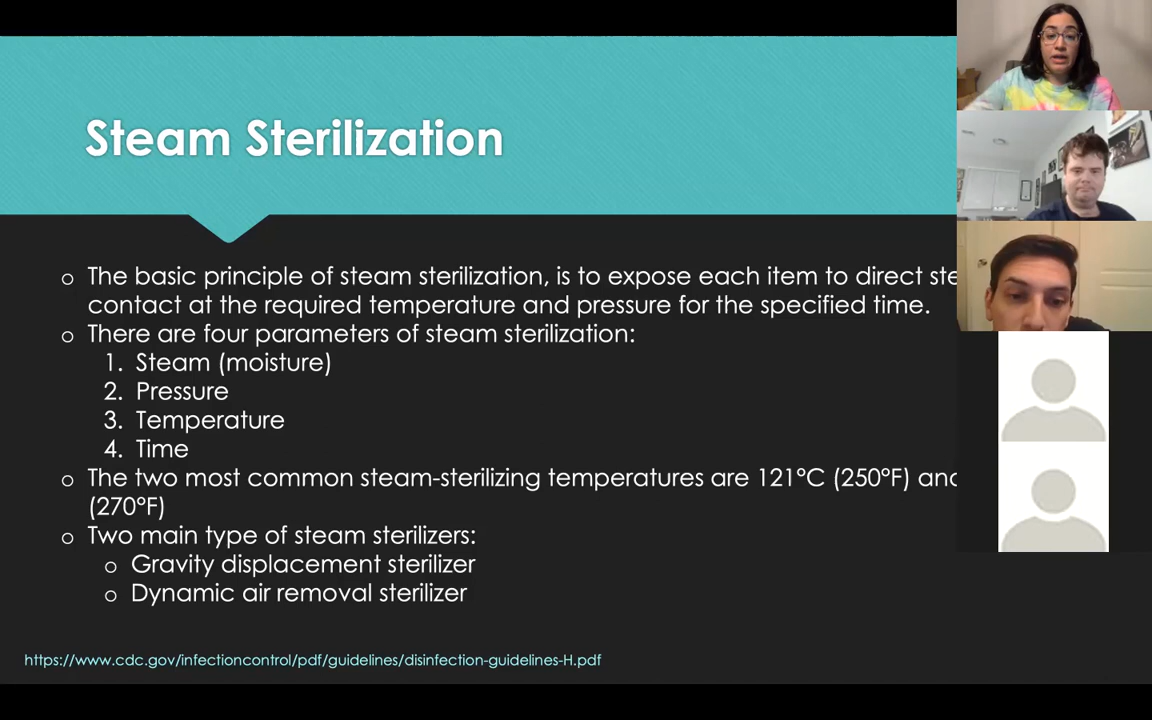 Steam Sterilization
o The basic principle of steam sterilization, is to expose each item to direct
contact at the required temperature and pressure for the specified time.
o There are four parameters of steam sterilization:
1. Steam (moisture)
2. Pressure
3. Temperature
4. Time
o The two most common steam-sterilizing temperatures are 121°C (250°F)
(270°F)
o Two main type of steam sterilizers:
o Gravity displacement sterilizer
o Dynamic air removal sterilizer
https://www.cdc.gov/infectioncontrol/pdf/guidelines/disinfection-guidelines-H.pdf